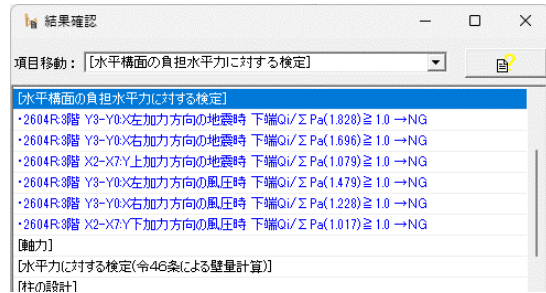 結果確認
項目移動： [水平構面の負担水平力に対する検定]
[水平構面の負担水平力に対する検定]
・2604R:3階 Y3-Y0:X左加力方向の地震時 下端Qi/ΣPa(1.828)≧1.0 →NG
・2604R:3階 Y3-Y0:X右加力方向の地震時 下端Qi/ΣPa(1.696)≧1.0 →NG
・2604R:3階 X2-X7:Y上加力方向の地震時 下端Qi/ΣPa(1.079)≧1.0 →NG
・2604R:3階 Y3-Y0:X左加力方向の風圧時 下端Qi/ΣPa(1.479)≧1.0 →NG
・2604R:3階 Y3-Y0:X右加力方向の風圧時 下端Qi/ΣPa(1.228)≧1.0 →NG
・2604R:3階 X2-X7:Y下加力方向の風圧時 下端Qi/ΣPa(1.017)≧1.0 →NG
[軸力]
[水平力に対する検定(令46条による壁量計算)]
[柱の設計]